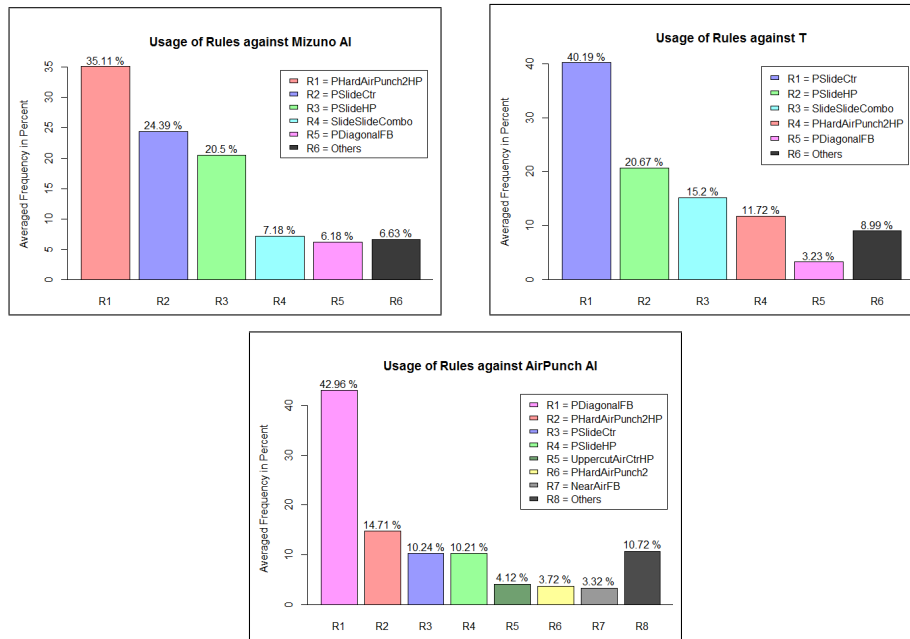 Usage of Rules against Mizuno AI
Averaged Frequency in Percent
0
5
10
15
20
25
30
35
35.11 %
24.39 %
20.5 %
7.18 %
6.18 %
6.63 %
R1 = PHardAirPunch2HP
R2 = PSlideCtr
R3 = PSlideHP
R4 = SlideSlideCombo
R5 = PDiagonalFB
R6 = Others
R1 R2 R3 R4 R5 R6
Usage of Rules against T
Averaged Frequency in Percent
0
10
20
30
40
40.19 %
20.67 %
15.2 %
11.72 %
3.23 %
8.99 %
R1 = PSlideCtr
R2 = PSlideHP
R3 = SlideSlideCombo
R4 = PHardAirPunch2HP
R5 = PDiagonalFB
R6 = Others
R1 R2 R3 R4 R5 R6
Usage of Rules against AirPunch AI
Averaged Frequency in Percent
0
10
20
30
40
42.96 %
14.71 %
10.24 %
10.21 %
4.12 %
3.72 %
3.32 %
10.72 %
R1 = PDiagonalFB
R2 = PHardAirPunch2HP
R3 = PSlideCtr
R4 = PSlideHP
R5 = UppercutAirCtrHP
R6 = PHardAirPunch2
R7 = NearAirFB
R8 = Others
R1 R2 R3 R4 R5 R6 R7 R8